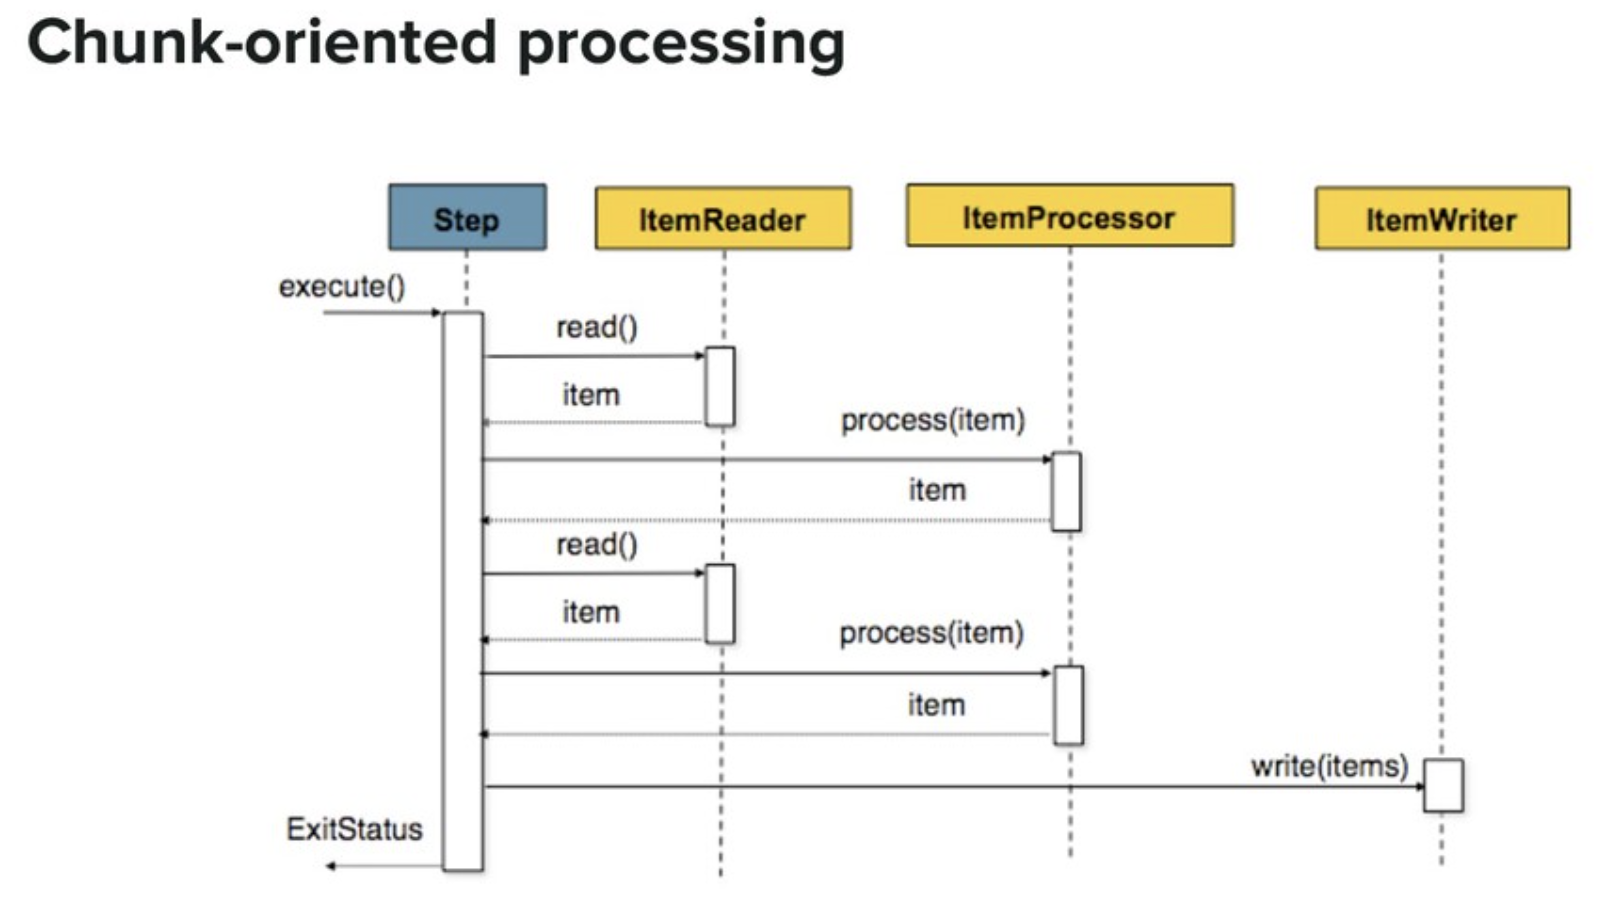 Chunk-oriented processing
Step
ItemReader
ItemProcessor
ItemWriter
execute()
read()
item
process(item)
item
read()
item
process(item)
item
write(items)
ExitStatus